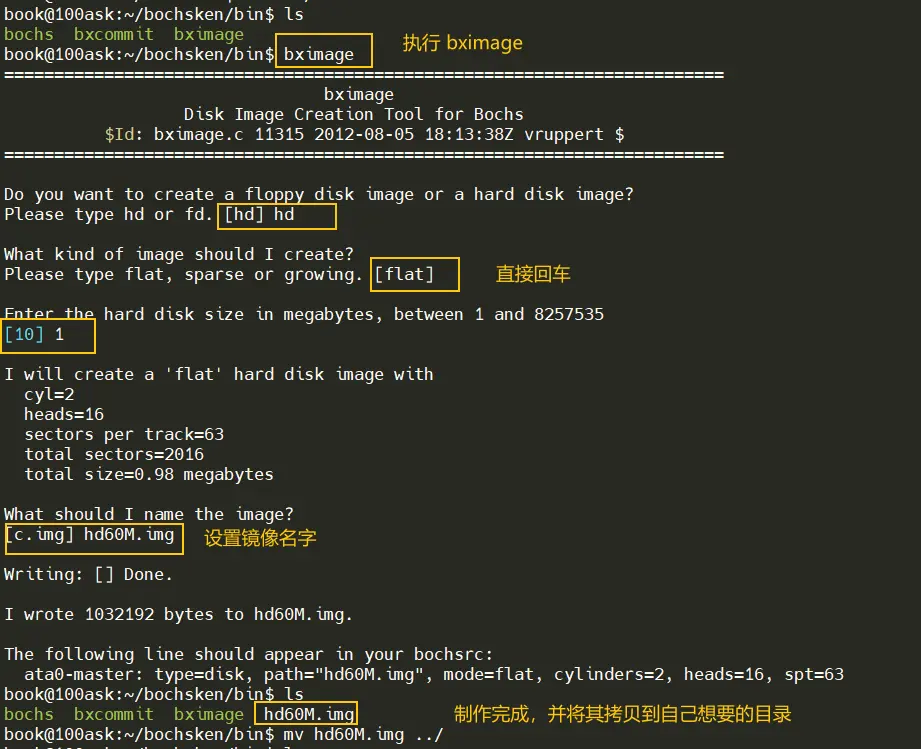 book@100ask:~/bochsken/bin$ ls
bochs bxcommit bximage
book@100ask:~/bochsken/bin$ bximage 执行 bximage
========================================================================
bximage
Disk Image Creation Tool for Bochs
$Id: bximage.c 11315 2012-08-05 18:13:38Z vruppert $
========================================================================
Do you want to create a floppy disk image or a hard disk image?
Please type hd or fd. [hd] hd
What kind of image should I create?
Please type flat, sparse or growing. [flat] 直接回车
Enter the hard disk size in megabytes, between 1 and 8257535
[10] 1
I will create a 'flat' hard disk image with
cyl=2
heads=16
sectors per track=63
total sectors=2016
total size=0.98 megabytes
What should I name the image?
[c.img] hd60M.img 设置镜像名字
Writing: [] Done.
I wrote 1032192 bytes to hd60M.img.
The following line should appear in your bochsrc:
ata0-master: type=disk, path="hd60M.img", mode=flat, cylinders=2, heads=16, spt=63
book@100ask:~/bochsken/bin$ ls
bochs bxcommit bximage hd60M.img 制作完成，并将其拷贝到自己想要的目录
book@100ask:~/bochsken/bin$ mv hd60M.img ../